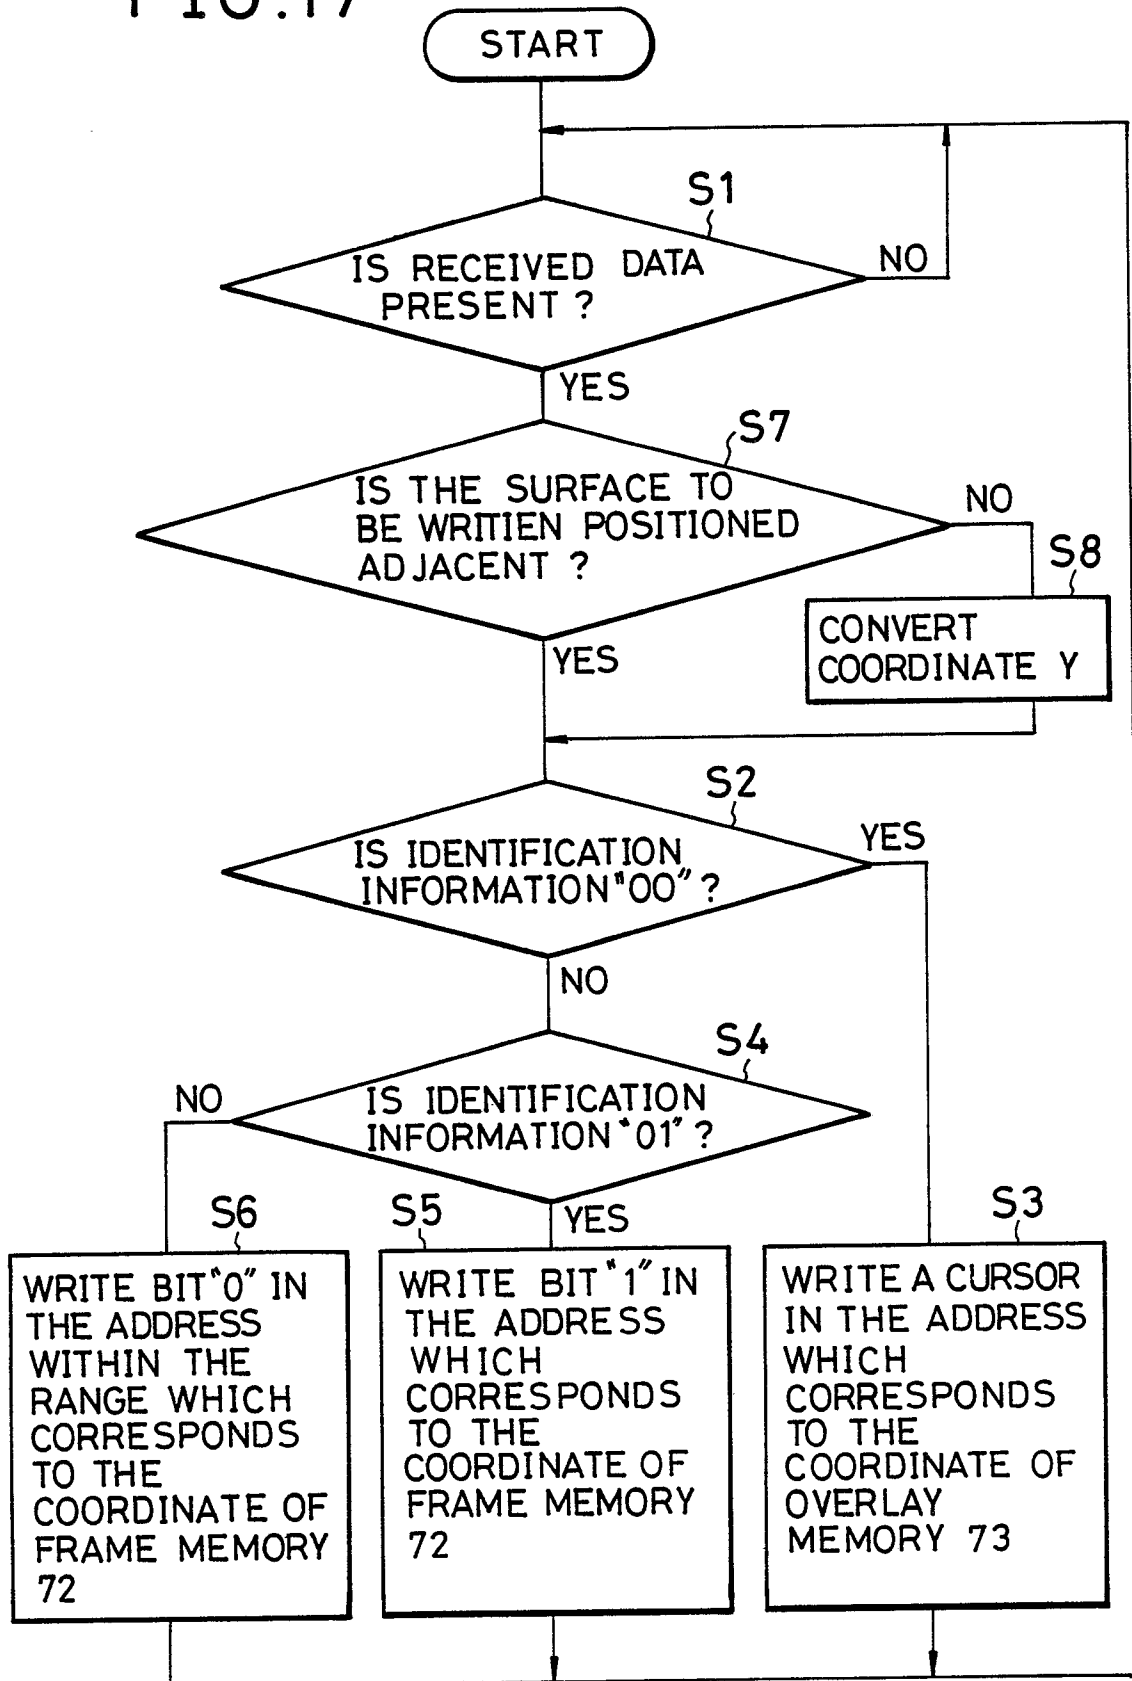 FIG.17
START
S1
IS RECEIVED DATA
PRESENT ?
NO
YES
S7
IS THE SURFACE TO
BE WRITIEN POSITIONED
ADJACENT ?
NO
S8
CONVERT
COORDINATE Y
YES
S2
IS IDENTIFICATION
INFORMATION "00" ?
YES
NO
S4
IS IDENTIFICATION
INFORMATION "01" ?
NO
YES
S6
WRITE BIT "0" IN
THE ADDRESS
WITHIN THE
RANGE WHICH
CORRESPONDS
TO THE
COORDINATE OF
FRAME MEMORY
72
S5
WRITE BIT "1" IN
THE ADDRESS
WHICH
CORRESPONDS
TO THE
COORDINATE OF
FRAME MEMORY
72
S3
WRITE A CURSOR
IN THE ADDRESS
WHICH
CORRESPONDS
TO THE
COORDINATE OF
OVERLAY
MEMORY 73